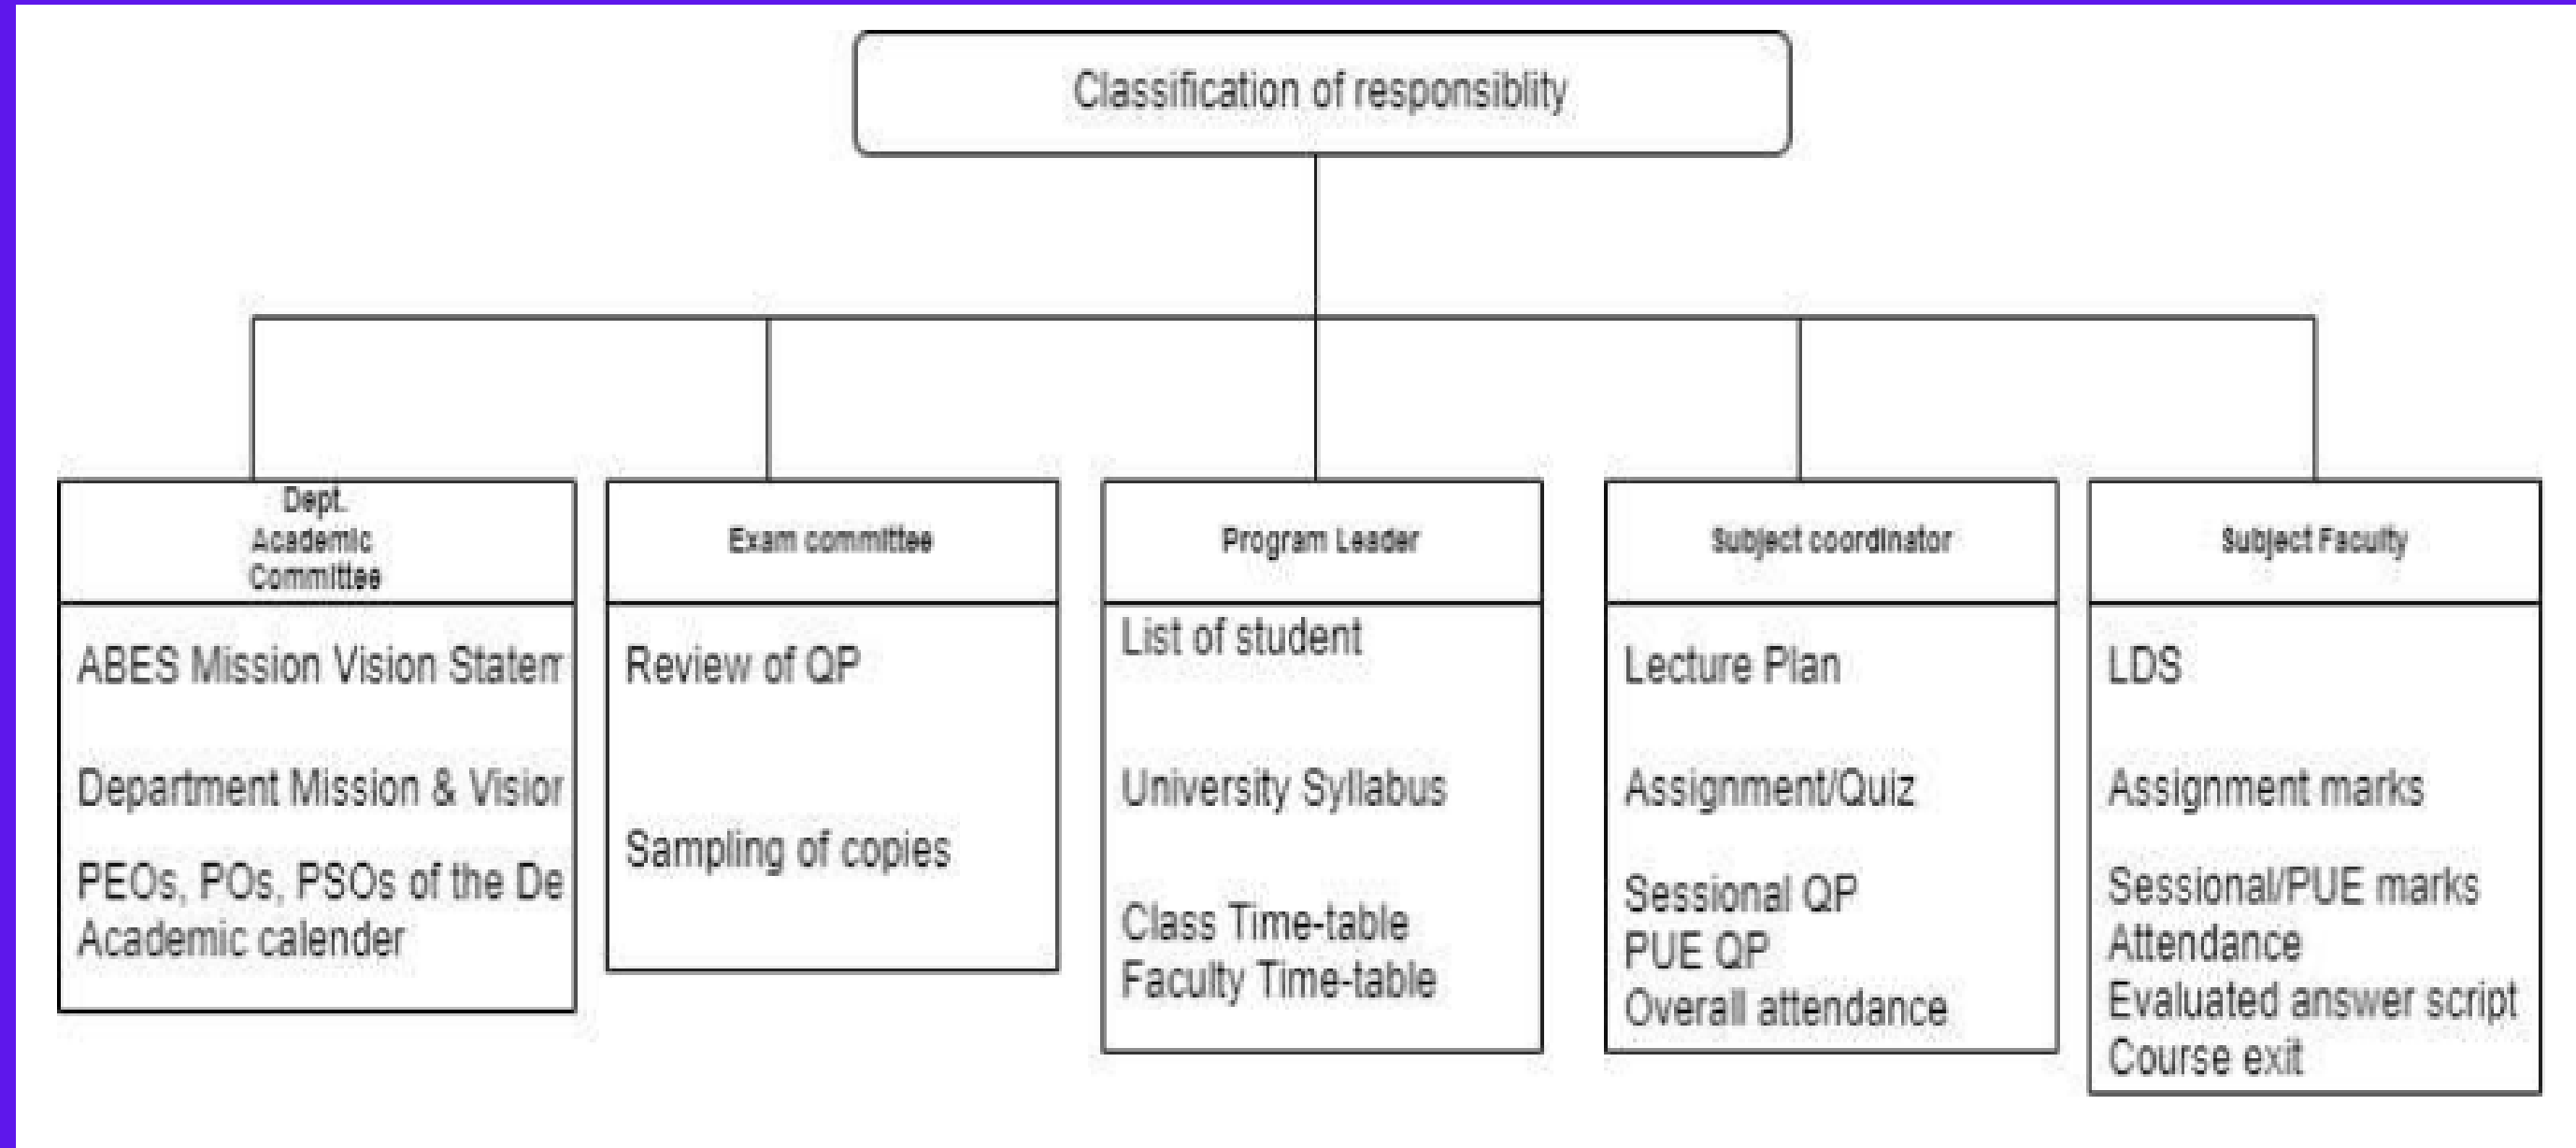 Classification of responsiblity
Dept.
Academic
Committee
ABES Mission Vision Statem
Department Mission & Vision
PEOs, POs, PSOs of the De
Academic calender
Exam committee
Review of QP
Sampling of copies
Program Leader
List of student
University Syllabus
Class Time-table
Faculty Time-table
Subject coordinator
Lecture Plan
Assignment/Quiz
Sessional QP
PUE QP
Overall attendance
Subject Faculty
LDS
Assignment marks
Sessional/PUE marks
Attendance
Evaluated answer script
Course exit